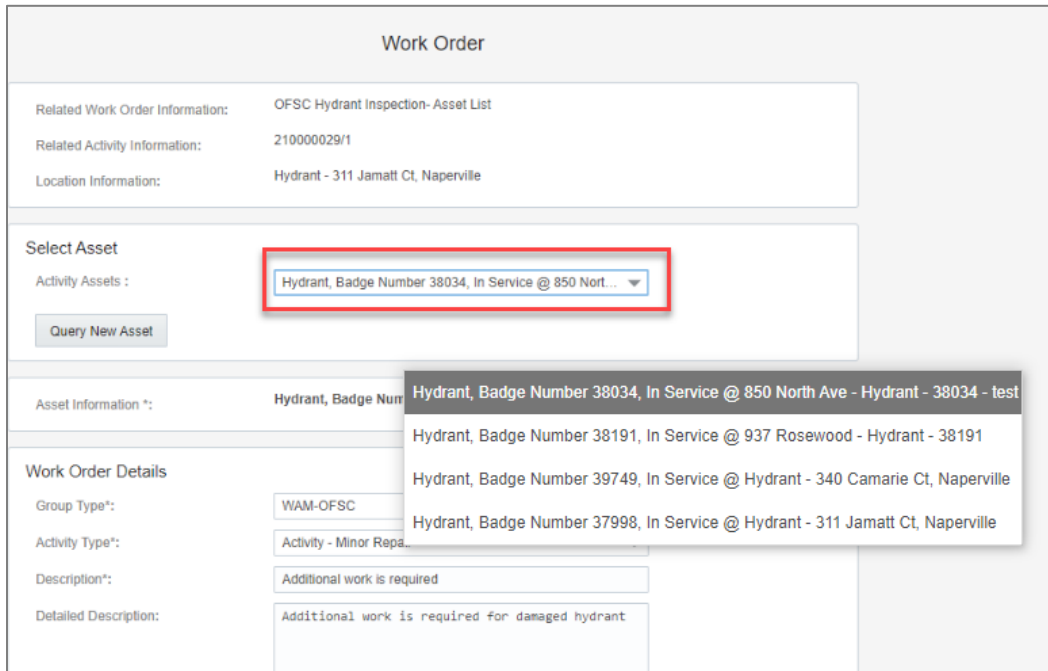 Work Order
Related Work Order Information: OFSC Hydrant Inspection- Asset List
Related Activity Information: 210000029/1
Location Information: Hydrant - 311 Jamatt Ct, Naperville
Select Asset
Activity Assets : Hydrant, Badge Number 38034, In Service @ 850 Nort...
Query New Asset
Asset Information *: Hydrant, Badge Num
Hydrant, Badge Number 38034, In Service @ 850 North Ave - Hydrant - 38034 - test
Hydrant, Badge Number 38191, In Service @ 937 Rosewood - Hydrant - 38191
Hydrant, Badge Number 39749, In Service @ Hydrant - 340 Camarie Ct, Naperville
Hydrant, Badge Number 37998, In Service @ Hydrant - 311 Jamatt Ct, Naperville
Work Order Details
Group Type*: WAM-OFSC
Activity Type*: Activity - Minor Repair
Description*: Additional work is required
Detailed Description: Additional work is required for damaged hydrant